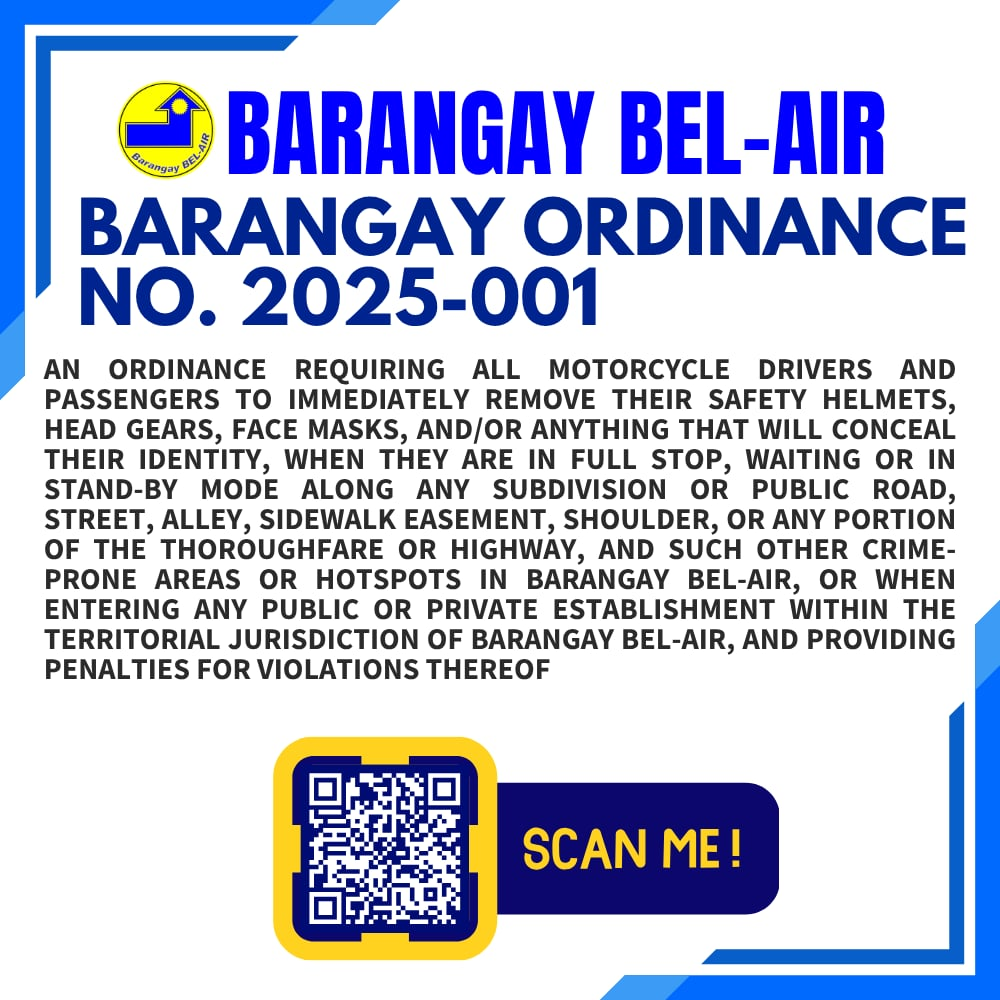 Barangay BEL-AIR
BARANGAY BEL-AIR
BARANGAY ORDINANCE
NO. 2025-001
AN ORDINANCE REQUIRING ALL MOTORCYCLE DRIVERS AND
PASSENGERS TO IMMEDIATELY REMOVE THEIR SAFETY HELMETS,
HEAD GEARS, FACE MASKS, AND/OR ANYTHING THAT WILL CONCEAL
THEIR IDENTITY, WHEN THEY ARE IN FULL STOP, WAITING OR IN
STAND-BY MODE ALONG ANY SUBDIVISION OR PUBLIC ROAD,
STREET, ALLEY, SIDEWALK EASEMENT, SHOULDER, OR ANY PORTION
OF THE THOROUGHFARE OR HIGHWAY, AND SUCH OTHER CRIME-
PRONE AREAS OR HOTSPOTS IN BARANGAY BEL-AIR, OR WHEN
ENTERING ANY PUBLIC OR PRIVATE ESTABLISHMENT WITHIN THE
TERRITORIAL JURISDICTION OF BARANGAY BEL-AIR, AND PROVIDING
PENALTIES FOR VIOLATIONS THEREOF
SCAN ME!